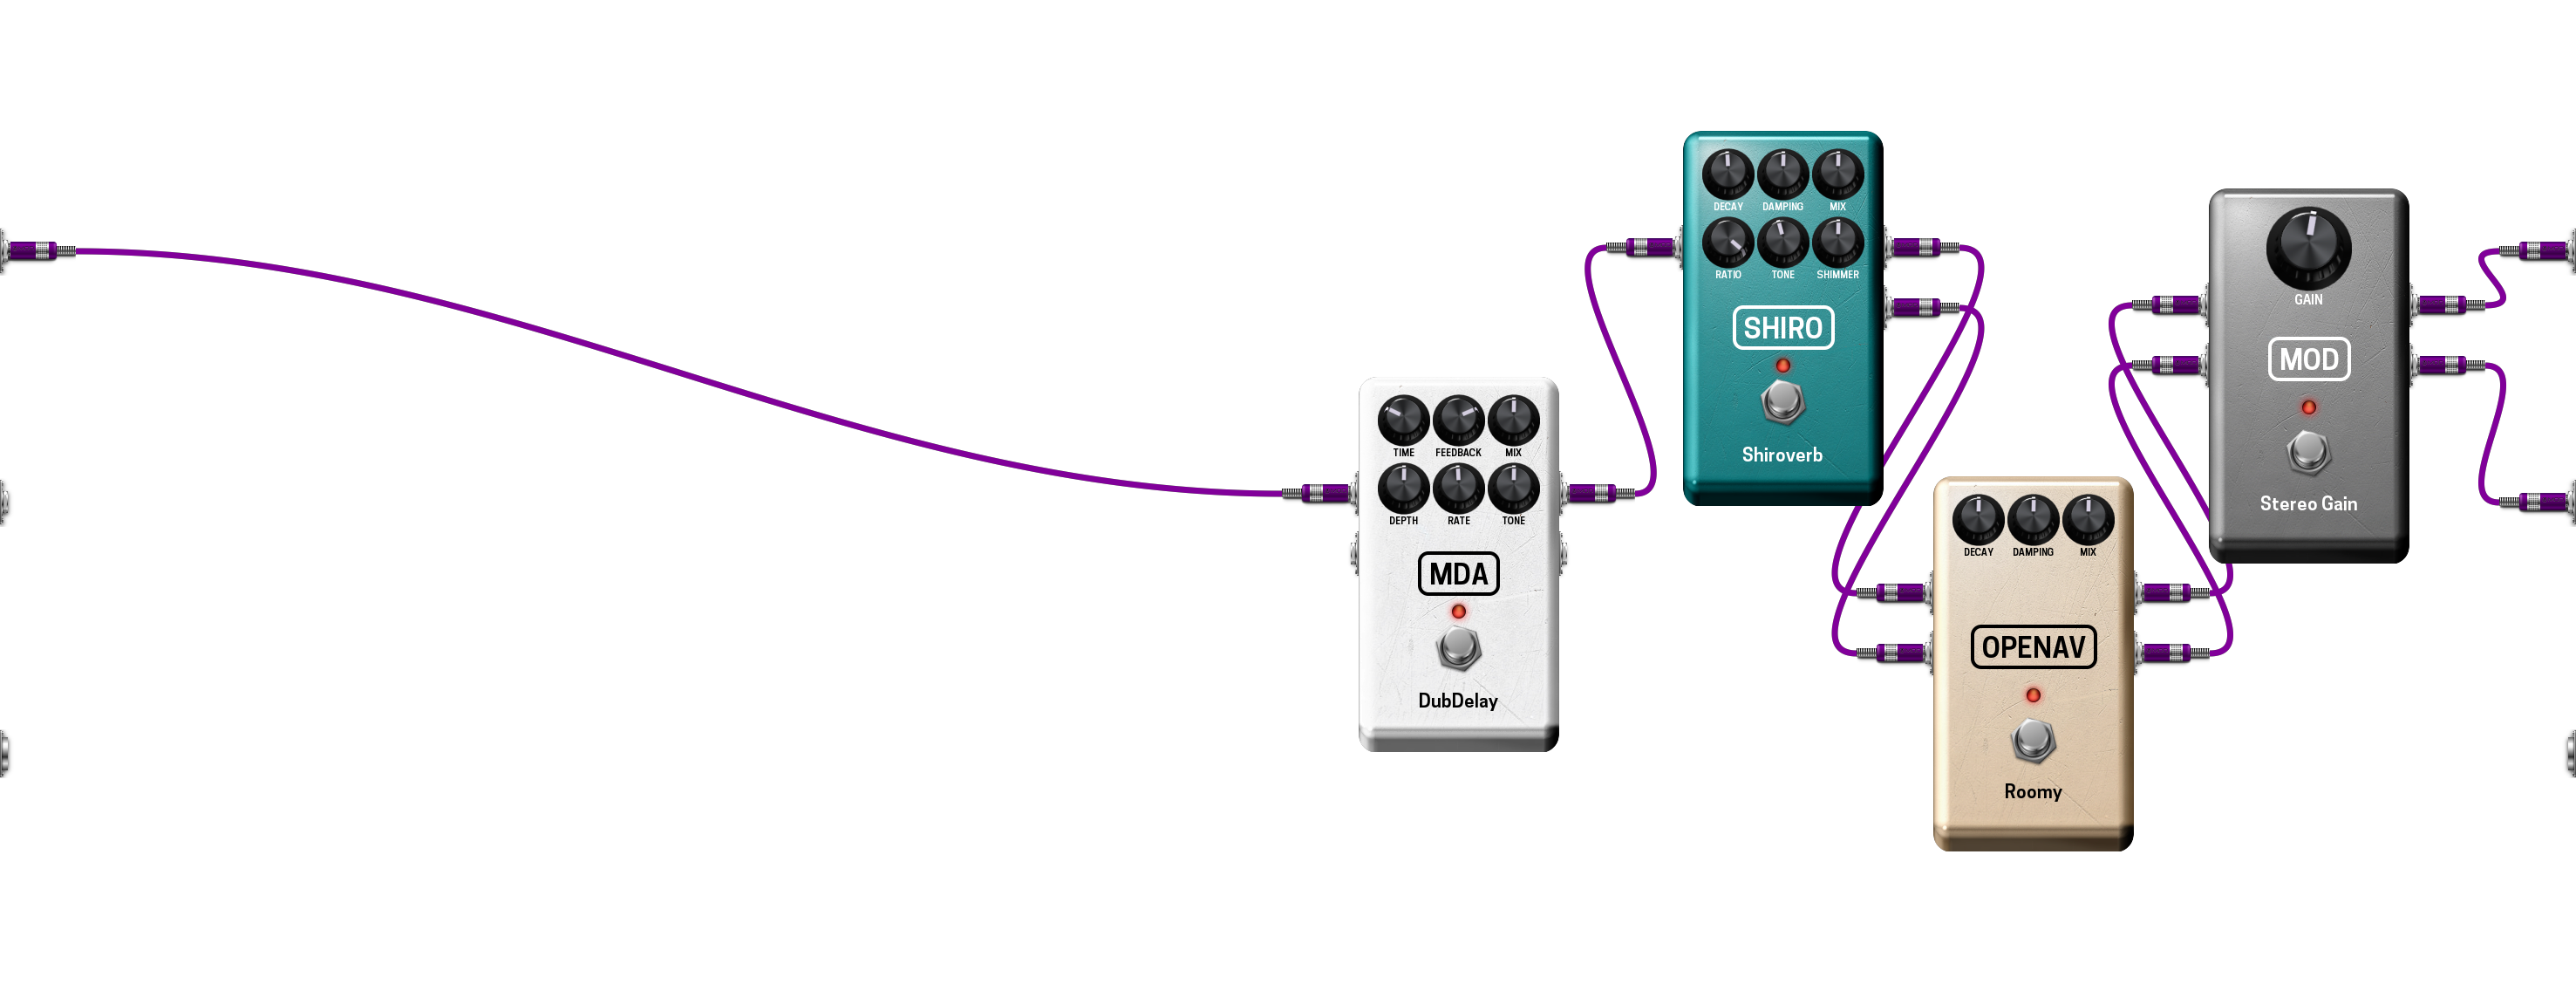 TIME FEEDBACK MIX
DEPTH RATE TONE
MDA
DubDelay
DECAY DAMPING MIX
RATIO TONE SHIMMER
SHIRO
Shiroverb
DECAY DAMPING MIX
OPENAV
Roomy
GAIN
MOD
Stereo Gain